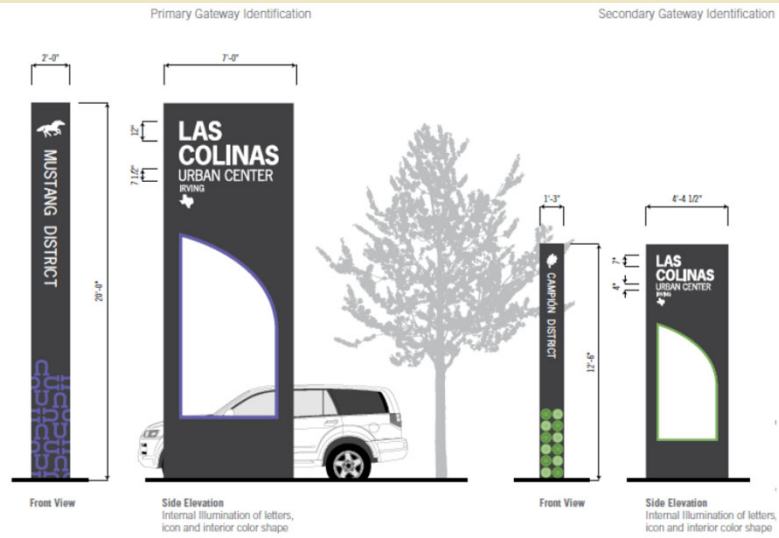 Primary Gateway Identification
Secondary Gateway Identification
2'-0"
7'-0"
12"
7 1/2"
20'-0"
MUSTANG DISTRICT
LAS
COLINAS
URBAN CENTER
IRVING
1'-3"
4'-4 1/2"
7"
4"
12'-6"
CAMPIÓN DISTRICT
LAS
COLINAS
URBAN CENTER
IRVING
Front View
Side Elevation
Internal Illumination of letters,
icon and interior color shape
Front View
Side Elevation
Internal Illumination of letters,
icon and interior color shape